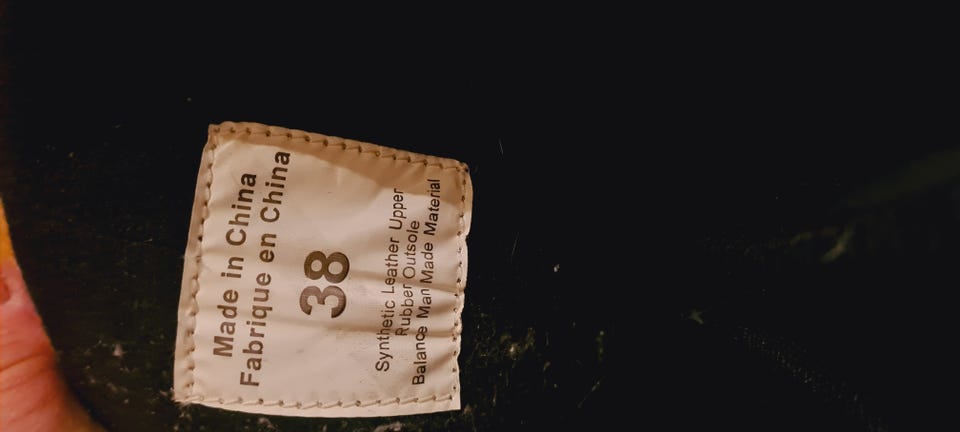 Made in China
Fabrique en China
38
Synthetic Leather Upper
Rubber Outsole
Balance Man Made Material